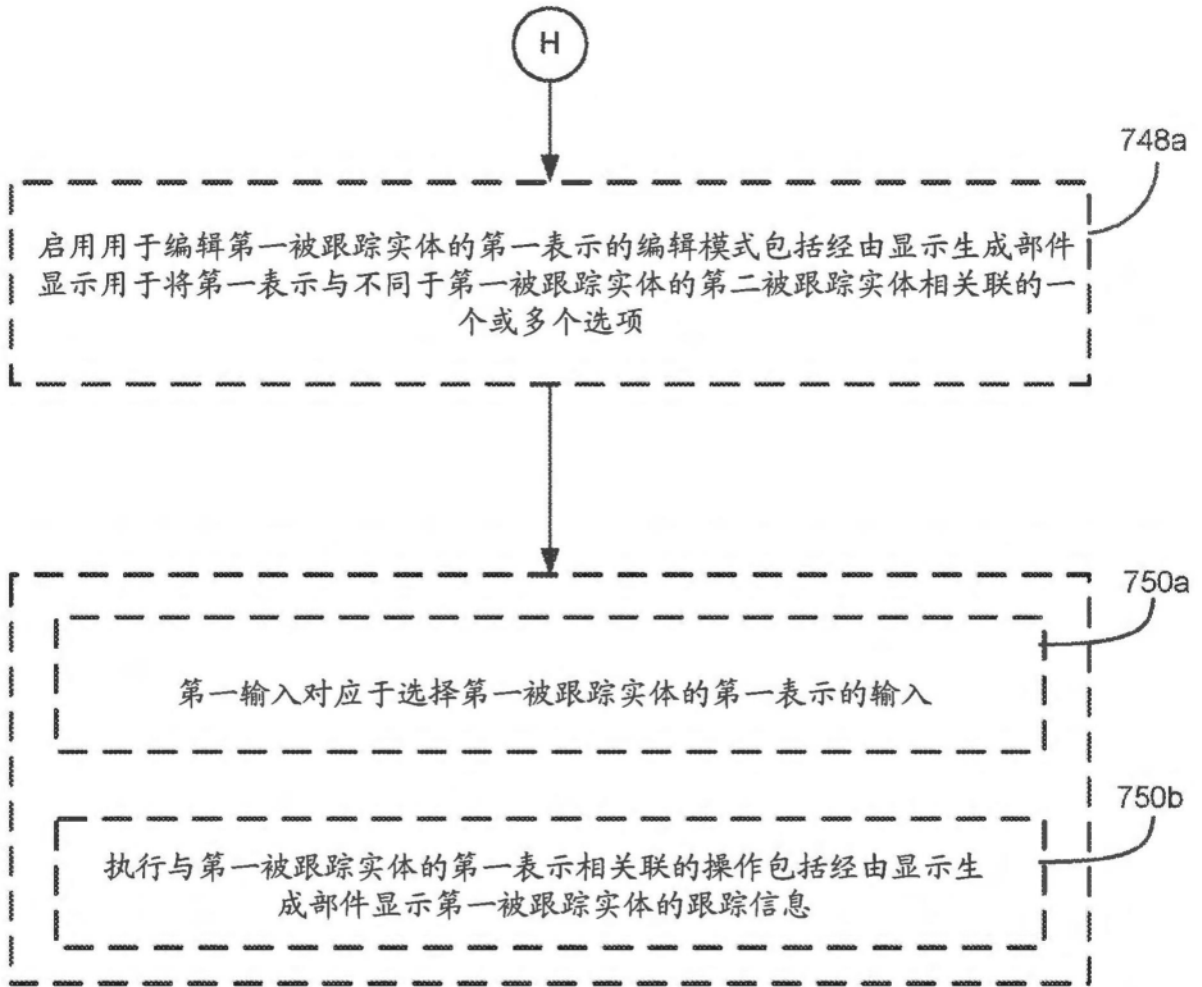 H
748a
启用用于编辑第一被跟踪实体的第一表示的编辑模式包括经由显示生成部件
显示用于将第一表示与不同于第一被跟踪实体的第二被跟踪实体相关联的一
个或多个选项
750a
第一输入对应于选择第一被跟踪实体的第一表示的输入
750b
执行与第一被跟踪实体的第一表示相关联的操作包括经由显示生
成部件显示第一被跟踪实体的跟踪信息